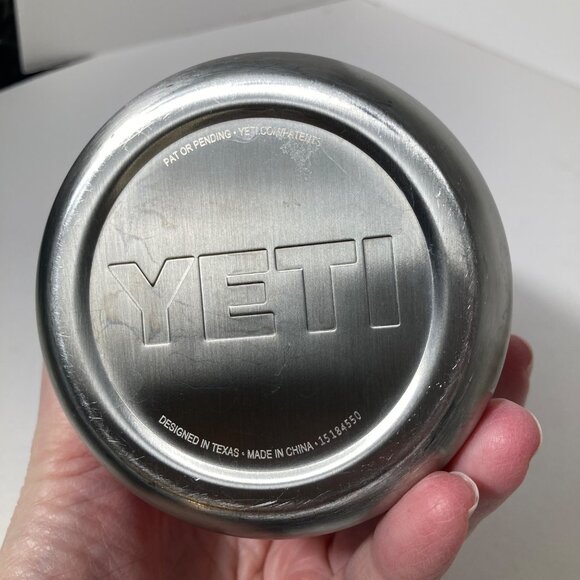 PAT OR PENDING • YETI.COM/PATENTS
YETI
DESIGNED IN TEXAS • MADE IN CHINA • 15184550